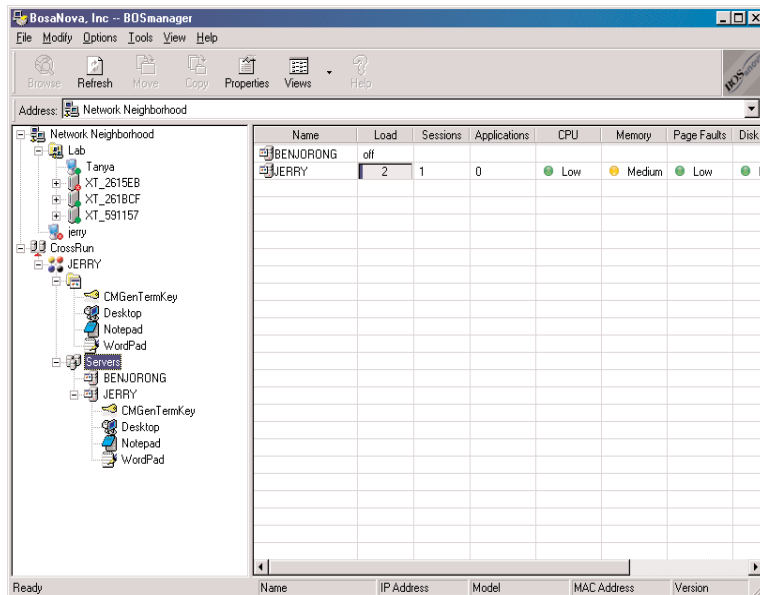 BosaNova, Inc -- BOSmanager
File Modify Options Tools View Help
Browse Refresh Move Copy Properties Views Help
BOSanova
Address: Network Neighborhood
Network Neighborhood
Lab
Tanya
XT_2615EB
XT_261BCF
XT_591157
jerry
CrossRun
JERRY
CMGenTermKey
Desktop
Notepad
WordPad
Servers
BENJORONG
JERRY
CMGenTermKey
Desktop
Notepad
WordPad
Name Load Sessions Applications CPU Memory Page Faults Disk
BENJORONG off
JERRY 2 1 0 Low Medium Low
Ready Name IP Address Model MAC Address Version